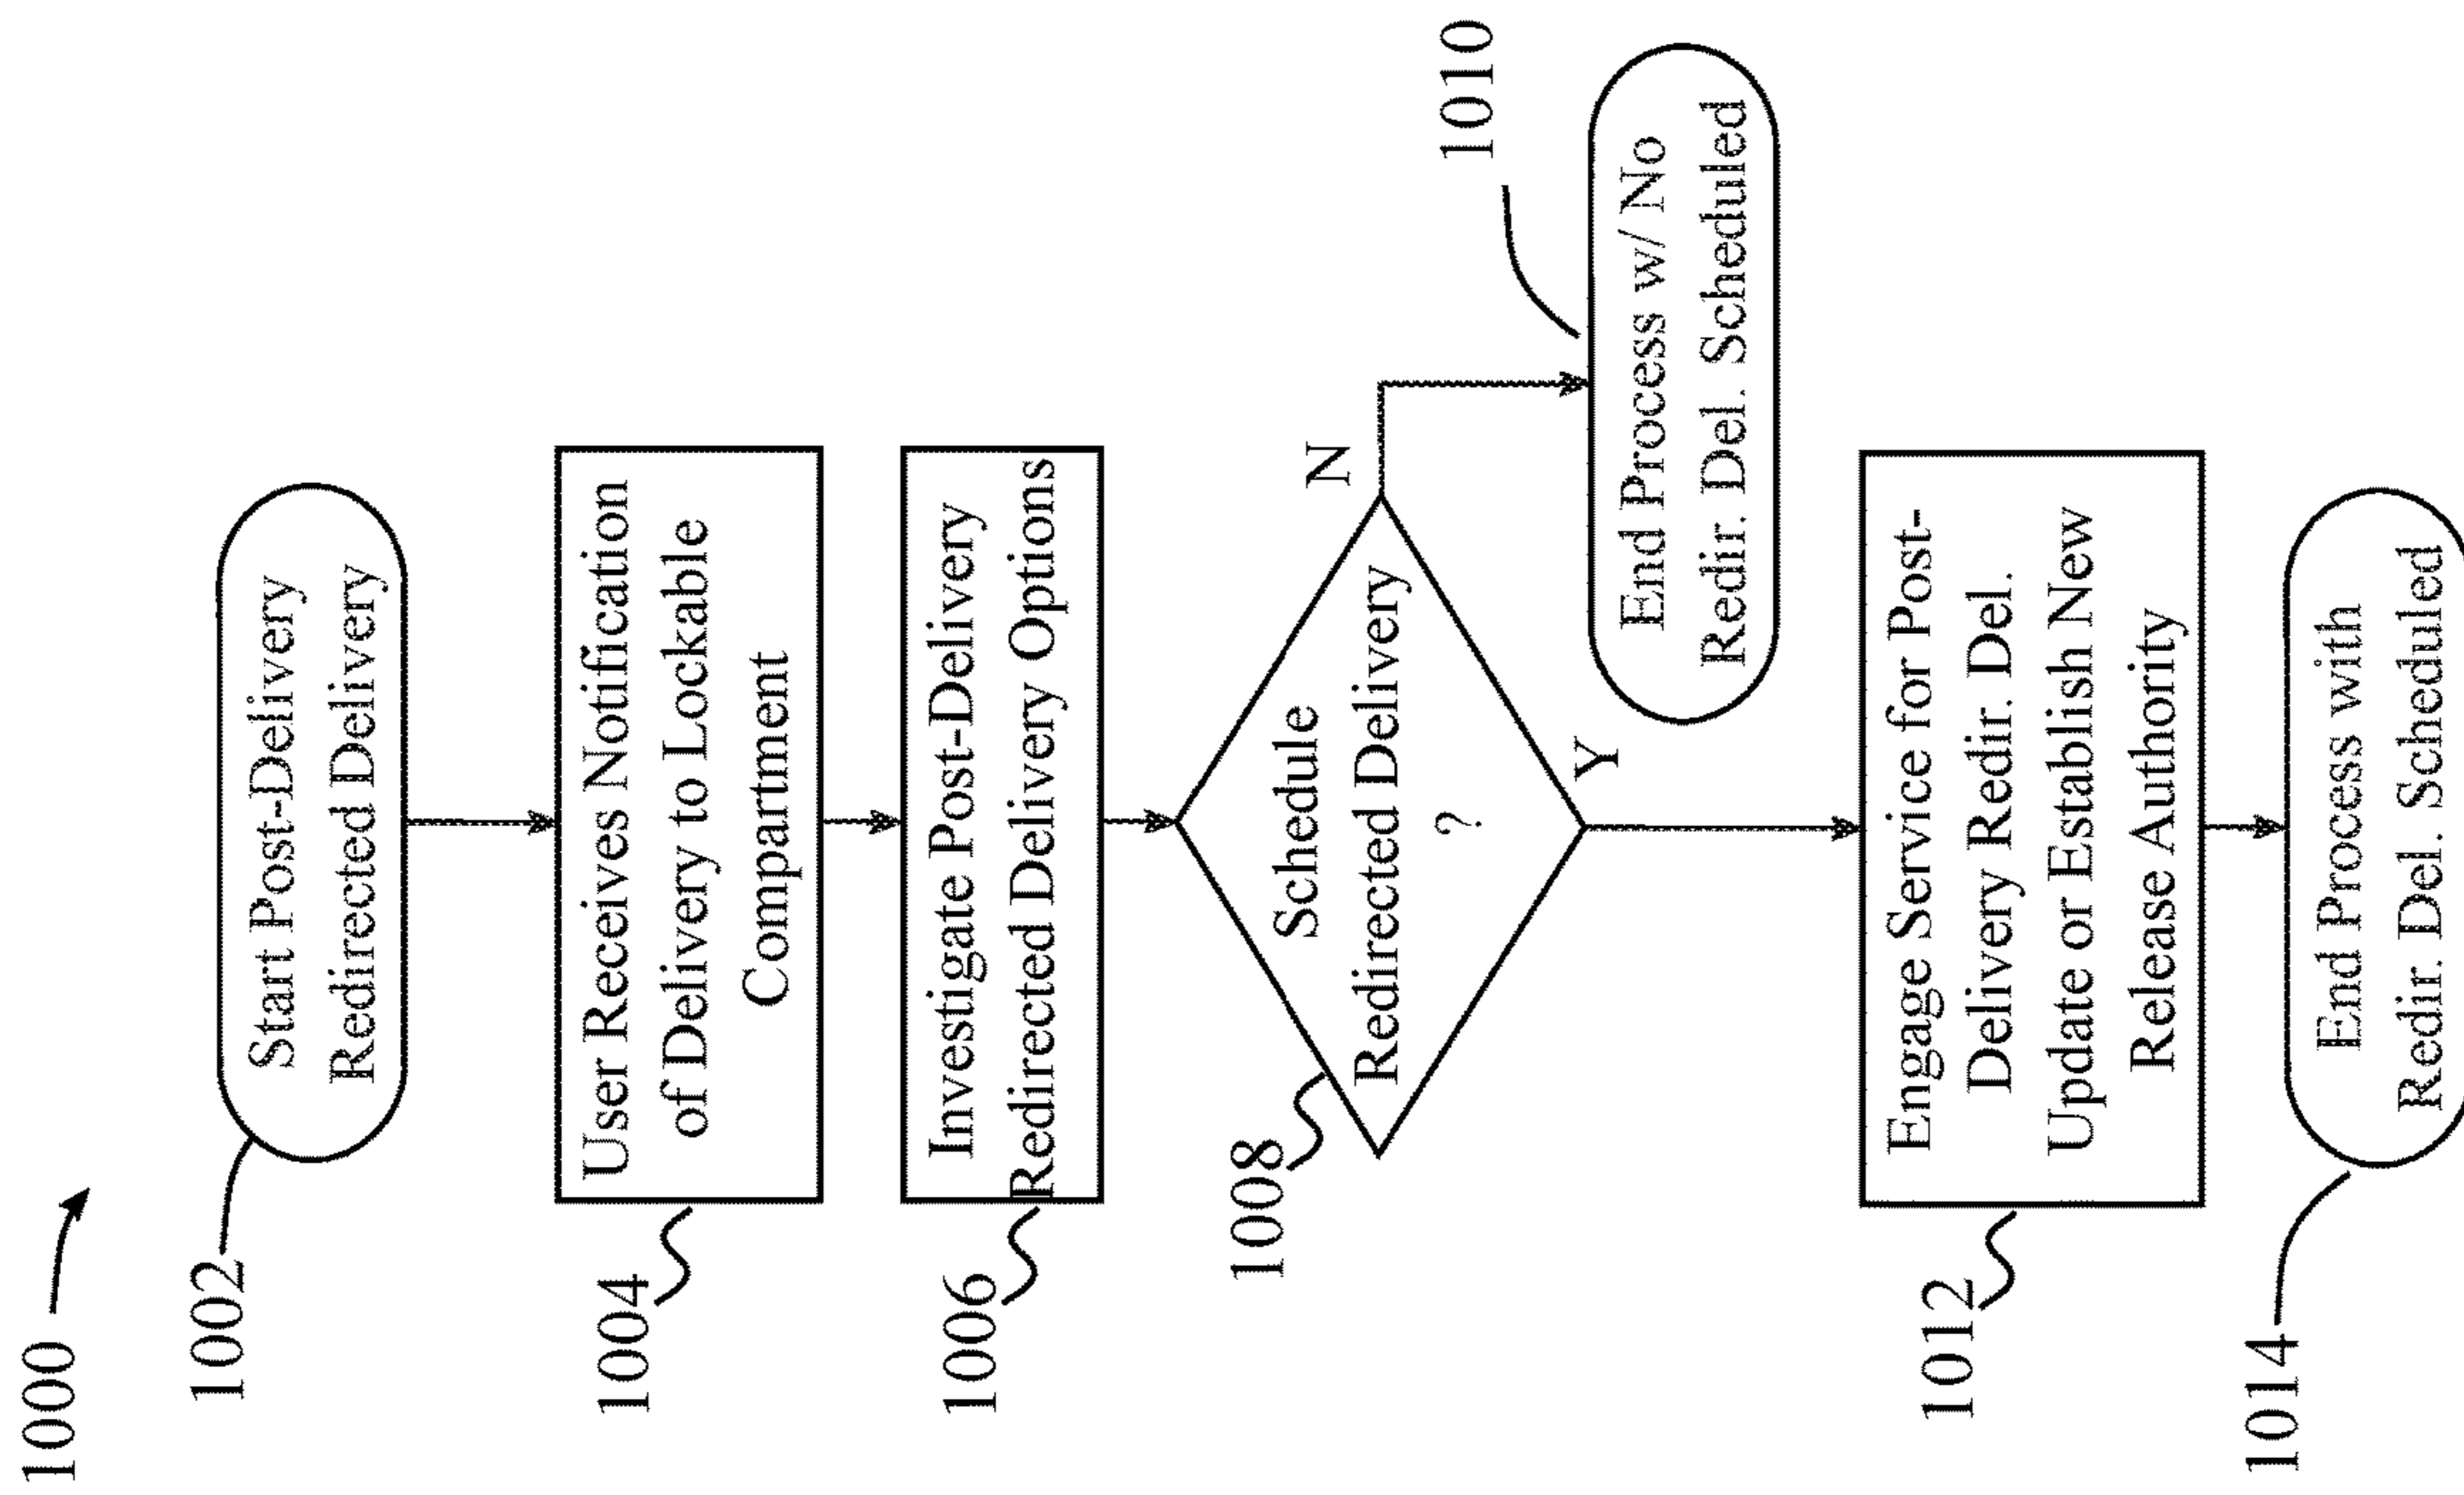 1000
1002
Start Post-Delivery
Redirected Delivery
1004
User Receives Notification
of Delivery to Lockable
Compartment
1006
Investigate Post-Delivery
Redirected Delivery Options
1008
Schedule
Redirected Delivery
?
N
Y
1010
End Process w/ No
Redir. Del. Scheduled
1012
Engage Service for Post-
Delivery Redir. Del.
Update or Establish New
Release Authority
1014
End Process with
Redir. Del. Scheduled